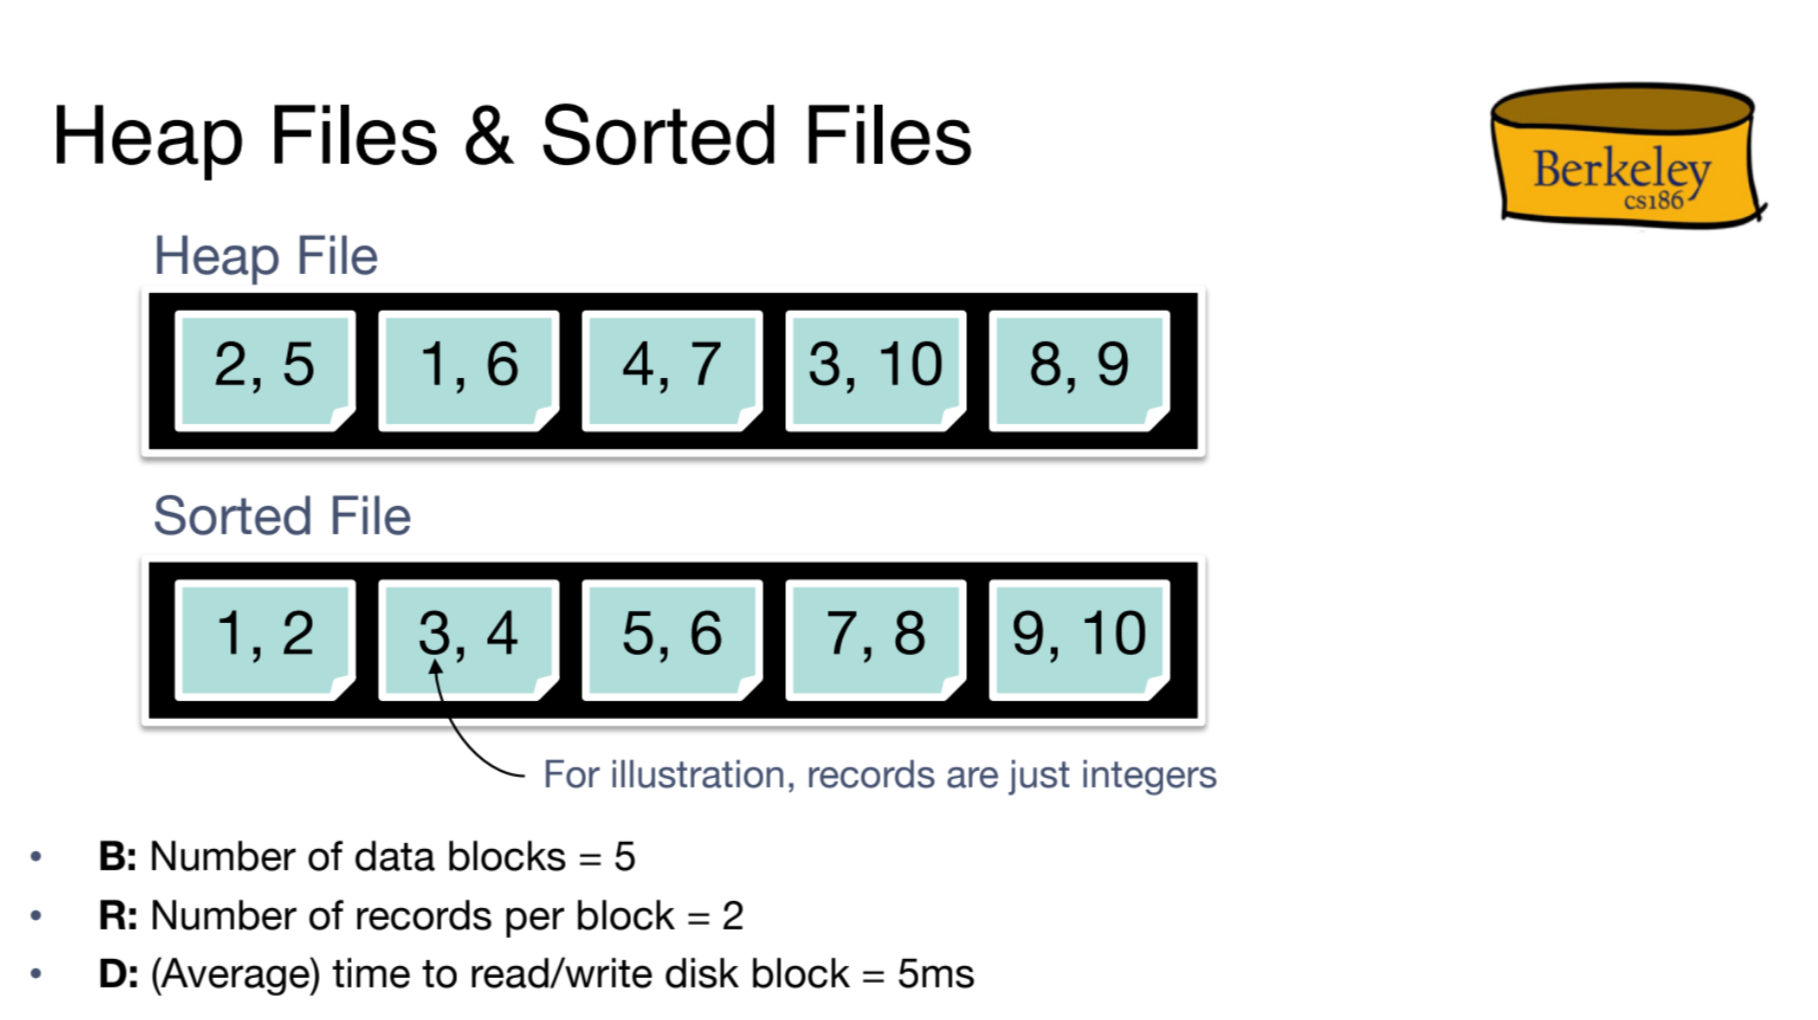 Heap Files & Sorted Files
Berkeley
cs186
Heap File
2, 5
1, 6
4, 7
3, 10
8, 9
Sorted File
1, 2
3, 4
5, 6
7, 8
9, 10
For illustration, records are just integers
• B: Number of data blocks = 5
• R: Number of records per block = 2
• D: (Average) time to read/write disk block = 5ms